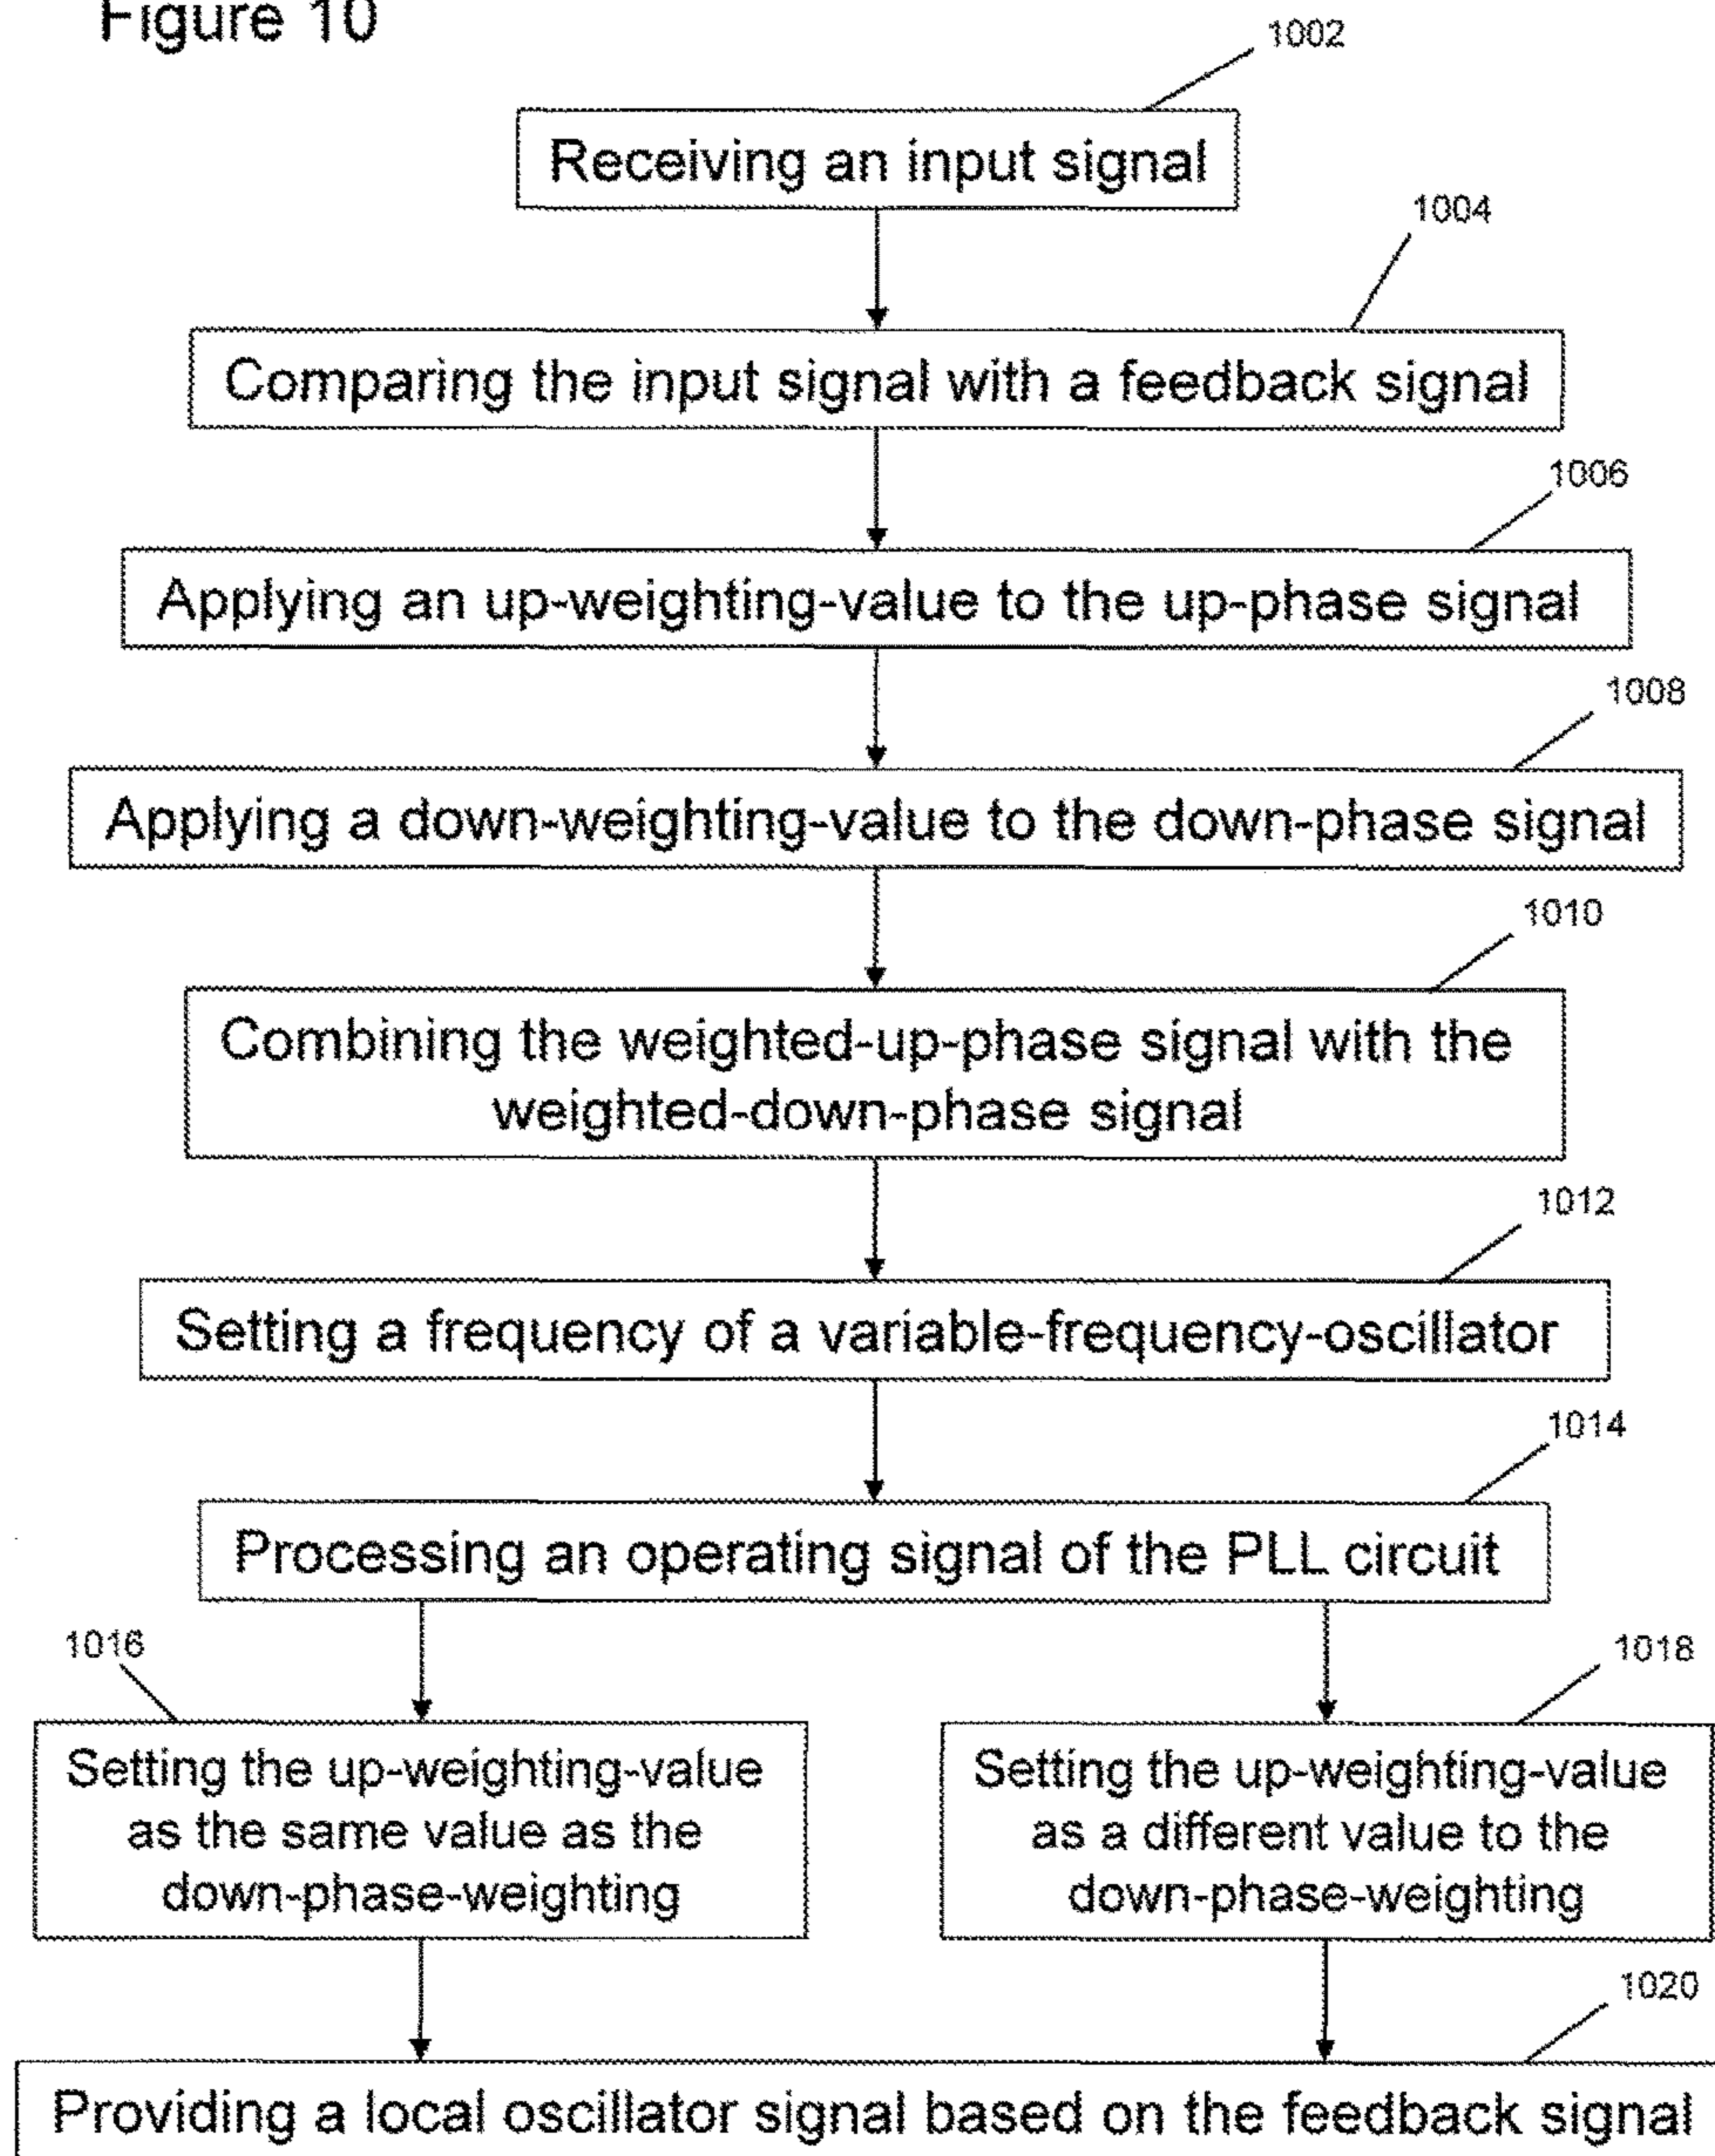 Figure 10
1002
Receiving an input signal
1004
Comparing the input signal with a feedback signal
1006
Applying an up-weighting-value to the up-phase signal
1008
Applying a down-weighting-value to the down-phase signal
1010
Combining the weighted-up-phase signal with the
weighted-down-phase signal
1012
Setting a frequency of a variable-frequency-oscillator
1014
Processing an operating signal of the PLL circuit
1016
Setting the up-weighting-value
as the same value as the
down-phase-weighting
1018
Setting the up-weighting-value
as a different value to the
down-phase-weighting
1020
Providing a local oscillator signal based on the feedback signal